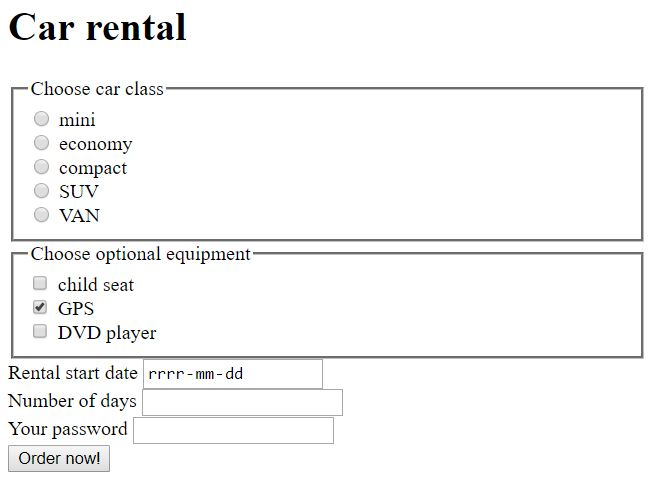 Car rental
Choose car class
mini
economy
compact
SUV
VAN
Choose optional equipment
child seat
GPS
DVD player
Rental start date rrrr-mm-dd
Number of days
Your password
Order now!